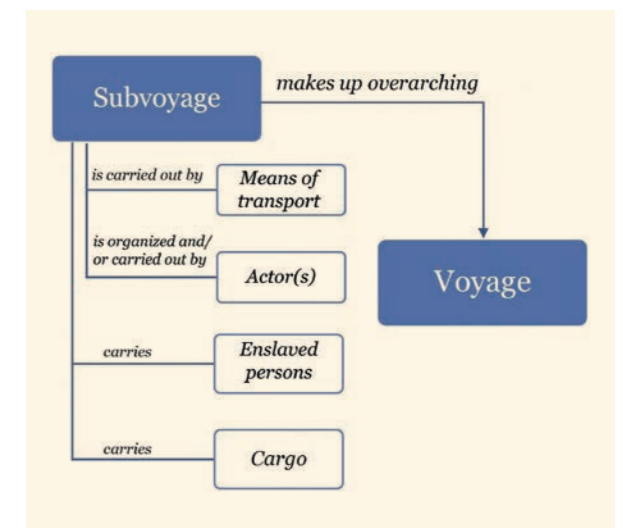 Subvoyage
makes up overarching
is carried out by
Means of
transport
is organized and/
or carried out by
Actor(s)
Voyage
carries
Enslaved
persons
carries
Cargo